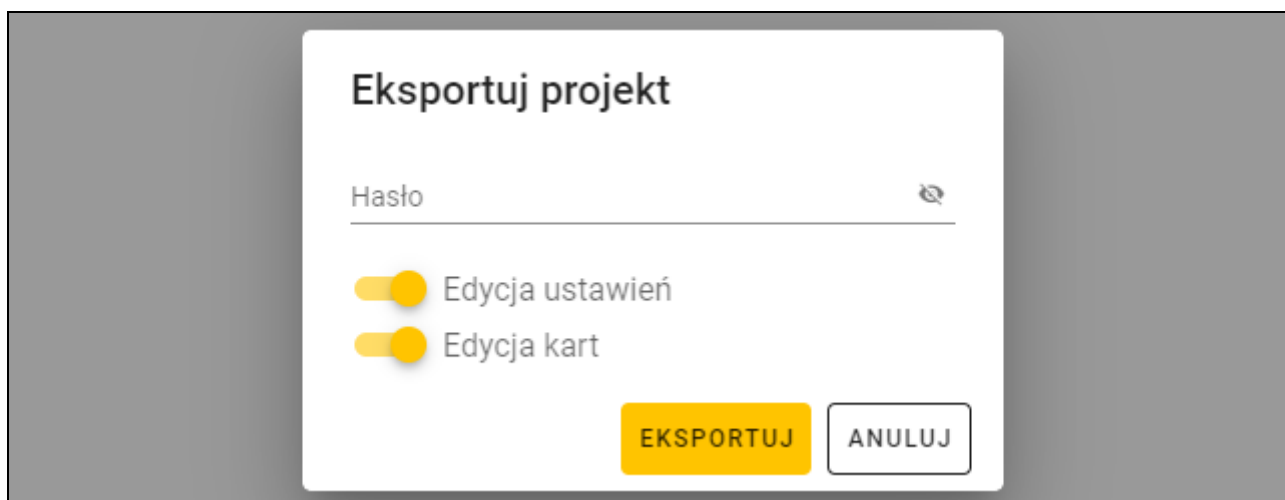 Eksportuj projekt
Hasło
Edycja ustawień
Edycja kart
EKSPORTUJ ANULUJ